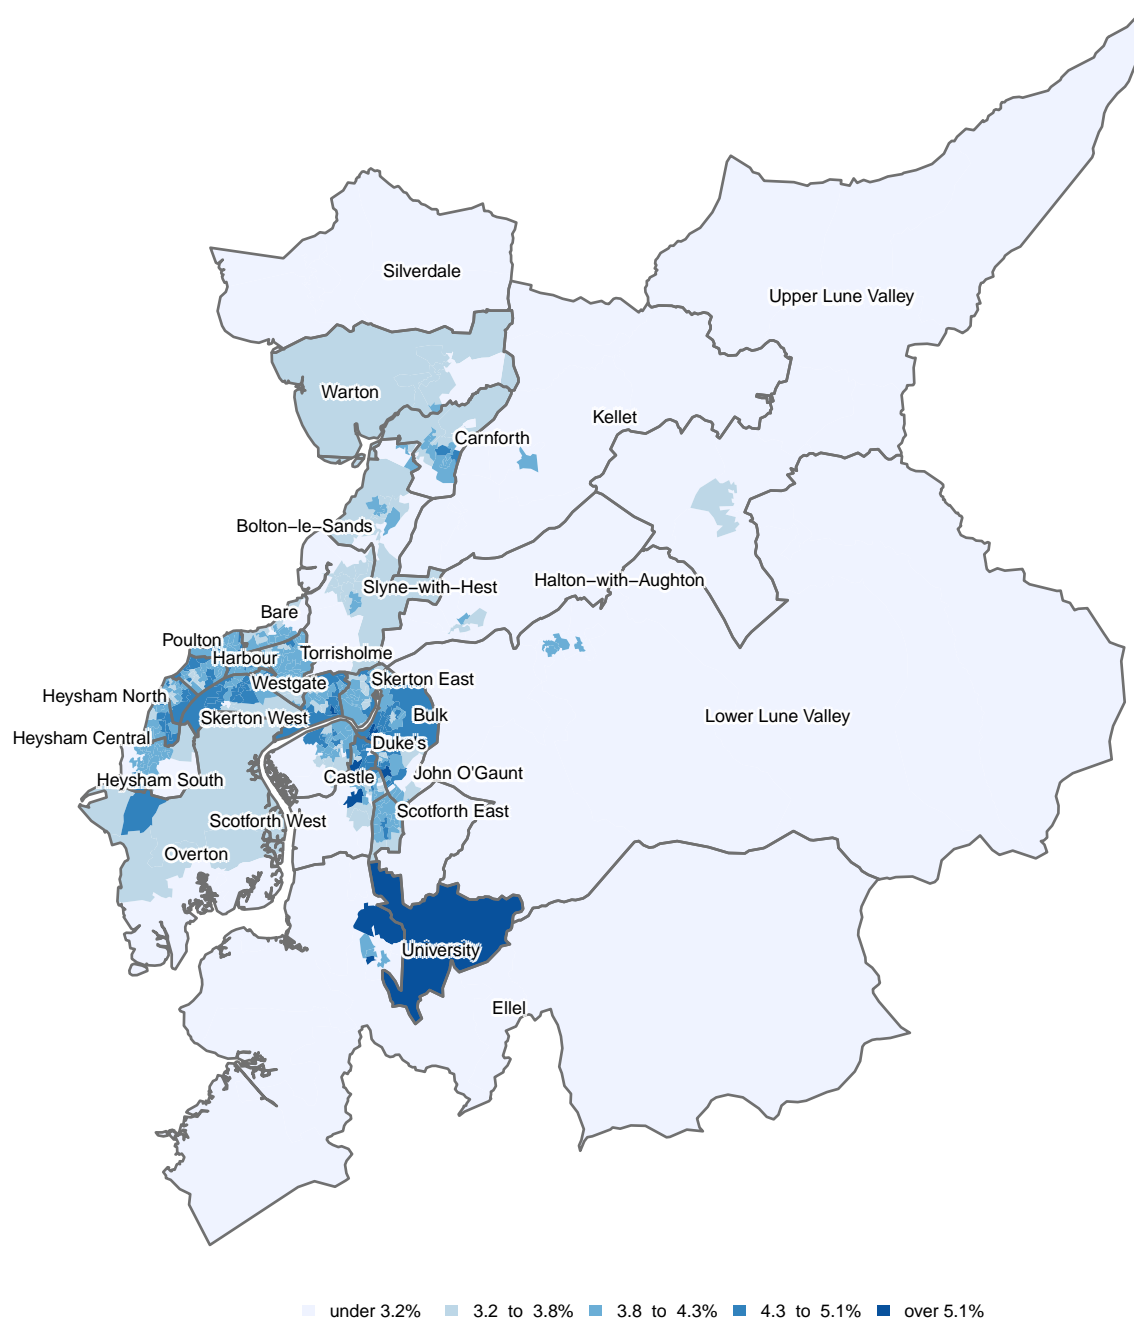 Silverdale
Upper Lune Valley
Warton
Kellet
Carnforth
Bolton−le−Sands
Halton−with−Aughton
Slyne−with−Hest
Bare
Poulton
Torrisholme
Harbour
Skerton East
Westgate
Heysham North
Bulk
Lower Lune Valley
Skerton West
Heysham Central
Duke's
John O'Gaunt
Castle
Heysham South
Scotforth East
Scotforth West
Overton
University
Ellel
under 3.2% 3.2 to 3.8% 3.8 to 4.3% 4.3 to 5.1% over 5.1%